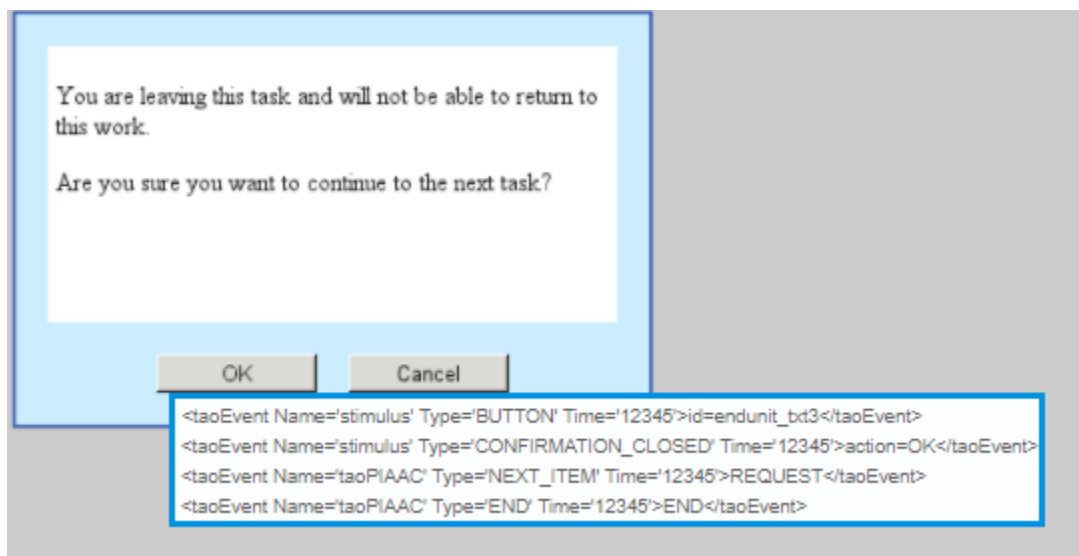 You are leaving this task and will not be able to return to
this work.
Are you sure you want to continue to the next task?
OK
Cancel
<taoEvent Name='stimulus' Type='BUTTON' Time='12345'>id=endunit_txt3</taoEvent>
<taoEvent Name='stimulus' Type='CONFIRMATION_CLOSED' Time='12345'>action=OK</taoEvent>
<taoEvent Name='taoPIAAC' Type='NEXT_ITEM' Time='12345'>REQUEST</taoEvent>
<taoEvent Name='taoPIAAC' Type='END' Time='12345'>END</taoEvent>